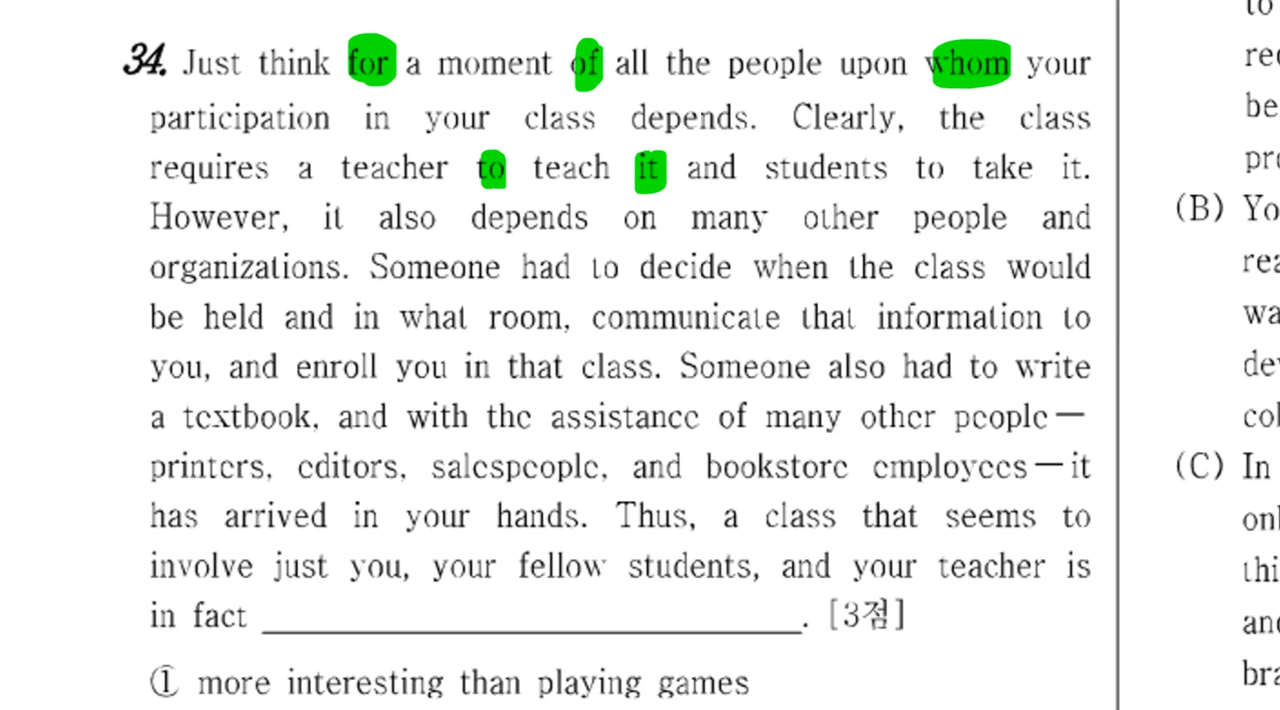 34. Just think for a moment of all the people upon whom your
participation in your class depends. Clearly, the class
requires a teacher to teach it and students to take it.
However, it also depends on many other people and
organizations. Someone had to decide when the class would
be held and in what room, communicate that information to
you, and enroll you in that class. Someone also had to write
a textbook, and with the assistance of many other people—
printers, editors, salespeople, and bookstore employees—it
has arrived in your hands. Thus, a class that seems to
involve just you, your fellow students, and your teacher is
in fact ______________________________. [3점]
① more interesting than playing games
to
be
(B) Yo
(C) In
and